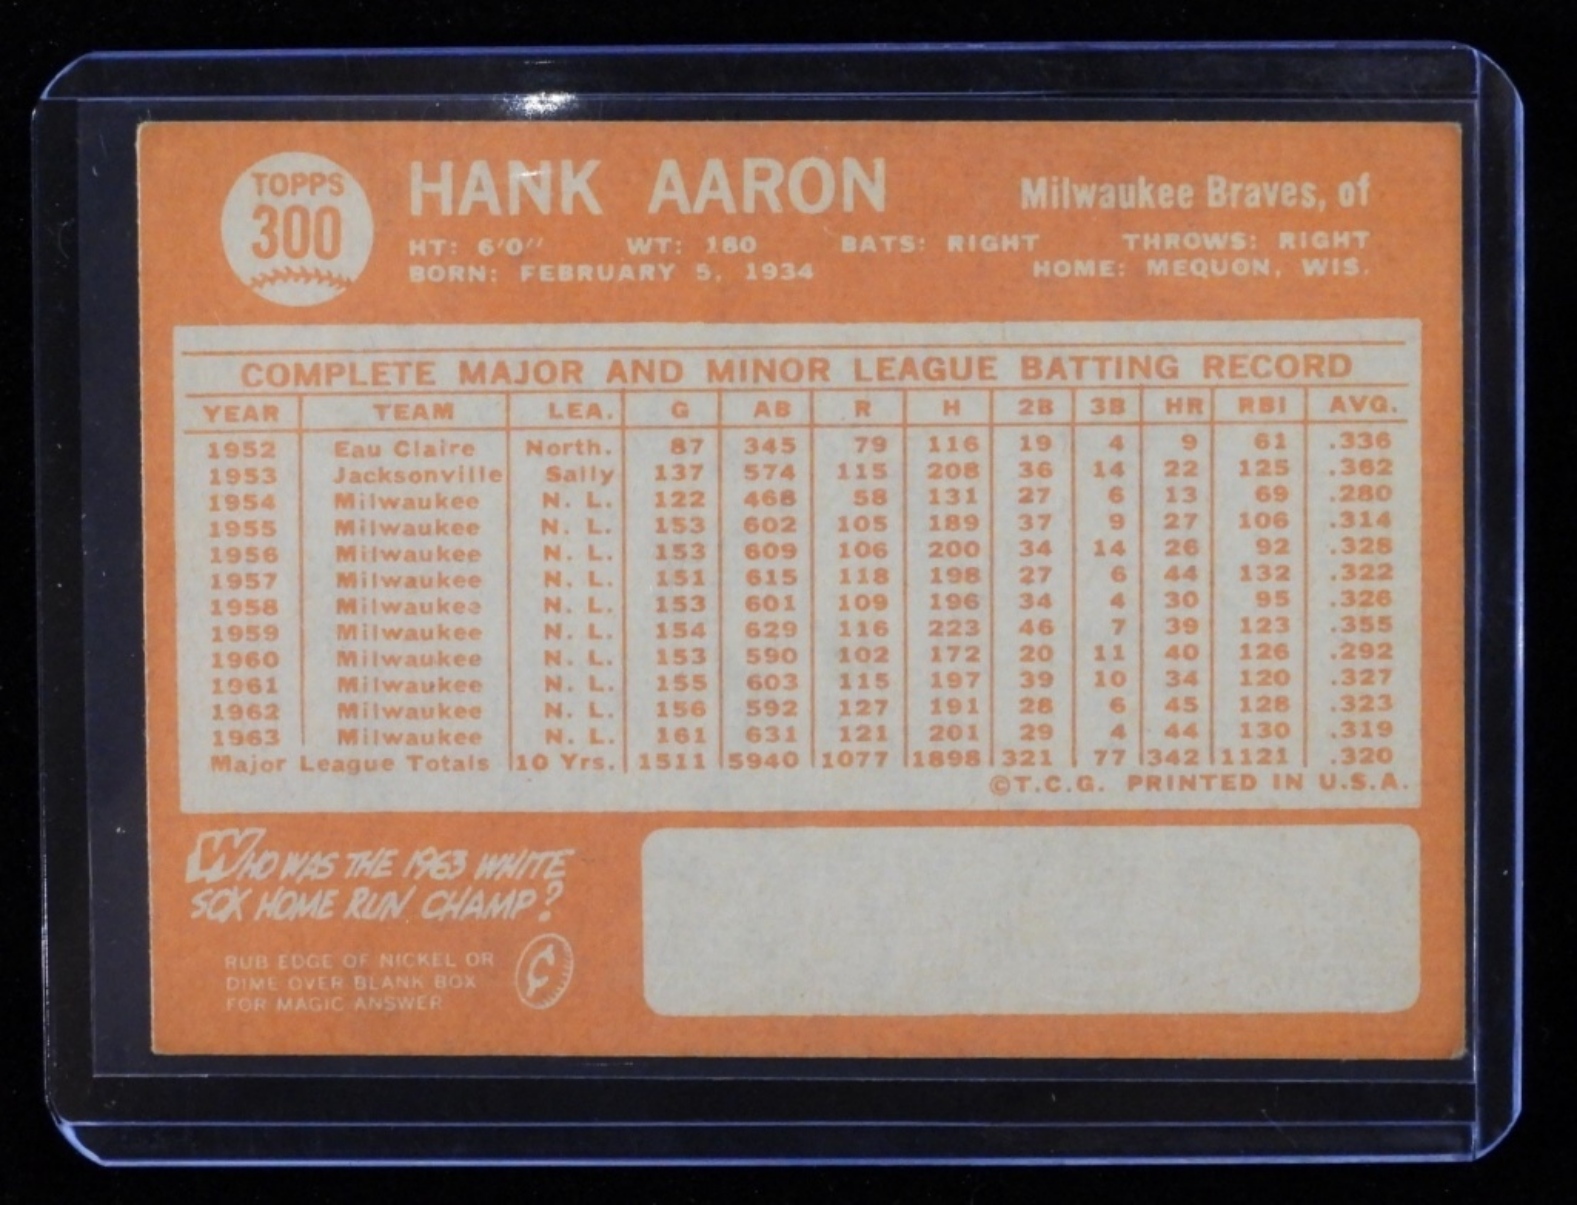 TOPPS
300
HANK AARON
Milwaukee Braves, of
HT: 6'0" WT: 180 BATS: RIGHT THROWS: RIGHT
BORN: FEBRUARY 5, 1934 HOME: MEQUON, WIS.
COMPLETE MAJOR AND MINOR LEAGUE BATTING RECORD
YEAR TEAM LEA. G AB R H 2B 3B HR RBI AVG.
1952 Eau Claire North. 87 345 79 116 19 4 9 61 .336
1953 Jacksonville Sally 137 574 115 208 36 14 22 125 .362
1954 Milwaukee N. L. 122 468 58 131 27 6 13 69 .280
1955 Milwaukee N. L. 153 602 105 189 37 9 27 106 .314
1956 Milwaukee N. L. 153 609 106 200 34 14 26 92 .328
1957 Milwaukee N. L. 151 615 118 198 27 6 44 132 .322
1958 Milwaukee N. L. 153 601 109 196 34 4 30 95 .326
1959 Milwaukee N. L. 154 629 116 223 46 7 39 123 .355
1960 Milwaukee N. L. 153 590 102 172 20 11 40 126 .292
1961 Milwaukee N. L. 155 603 115 197 39 10 34 120 .327
1962 Milwaukee N. L. 156 592 127 191 28 6 45 128 .323
1963 Milwaukee N. L. 161 631 121 201 29 4 44 130 .319
Major League Totals 10 Yrs. 1511 5940 1077 1898 321 77 342 1121 .320
©T.C.G. PRINTED IN U.S.A.
WHO WAS THE 1963 WHITE
SOX HOME RUN CHAMP?
RUB EDGE OF NICKEL OR
DIME OVER BLANK BOX
FOR MAGIC ANSWER
¢